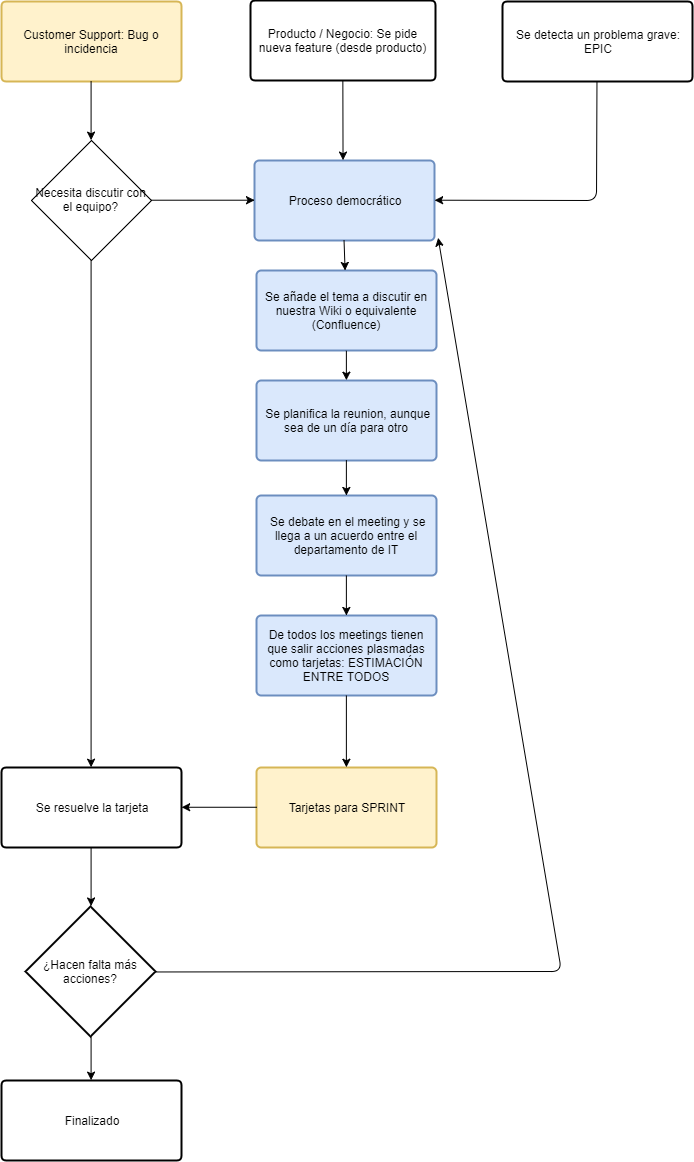 Customer Support: Bug o
incidencia
Producto / Negocio: Se pide
nueva feature (desde producto)
Se detecta un problema grave:
EPIC
Necesita discutir con
el equipo?
Proceso democrático
Se añade el tema a discutir en
nuestra Wiki o equivalente
(Confluence)
Se planifica la reunion, aunque
sea de un día para otro
Se debate en el meeting y se
llega a un acuerdo entre el
departamento de IT
De todos los meetings tienen
que salir acciones plasmadas
como tarjetas: ESTIMACIÓN
ENTRE TODOS
Se resuelve la tarjeta
Tarjetas para SPRINT
¿Hacen falta más
acciones?
Finalizado